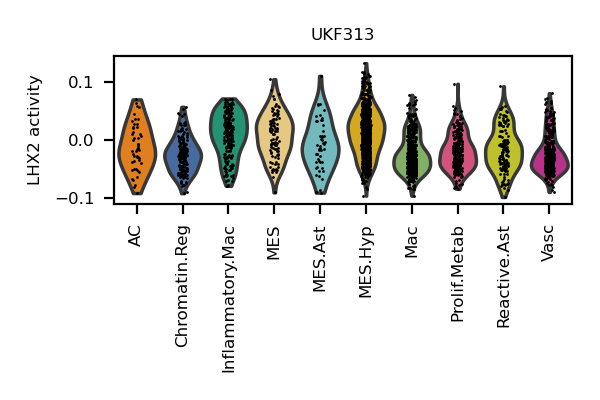 UKF313
LHX2 activity
0.1
0.0
−0.1
AC
Chromatin.Reg
Inflammatory.Mac
MES
MES.Ast
MES.Hyp
Mac
Prolif.Metab
Reactive.Ast
Vasc